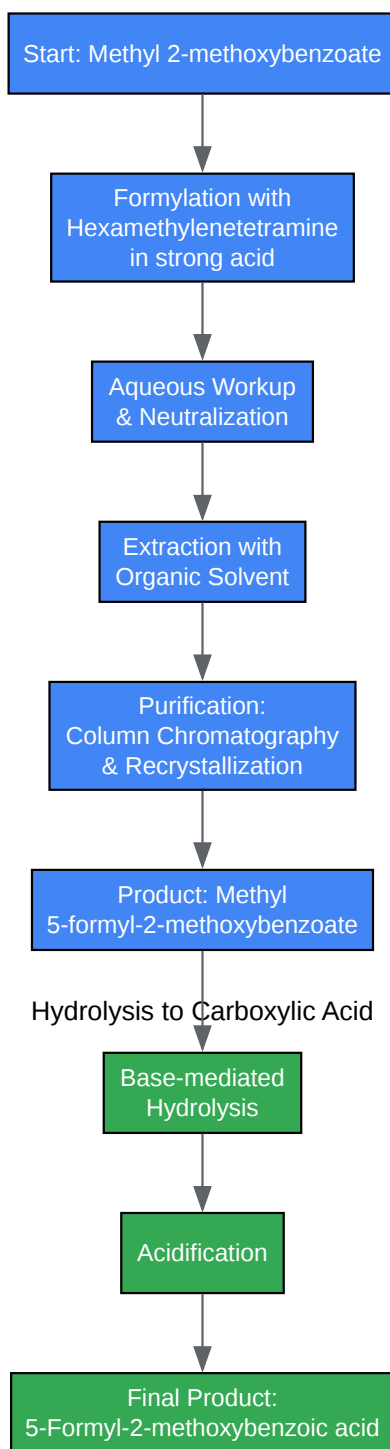 Start: Methyl 2-methoxybenzoate
Formylation with
Hexamethylenetetramine
in strong acid
Aqueous Workup
& Neutralization
Extraction with
Organic Solvent
Purification:
Column Chromatography
& Recrystallization
Product: Methyl
5-formyl-2-methoxybenzoate
Hydrolysis to Carboxylic Acid
Base-mediated
Hydrolysis
Acidification
Final Product:
5-Formyl-2-methoxybenzoic acid